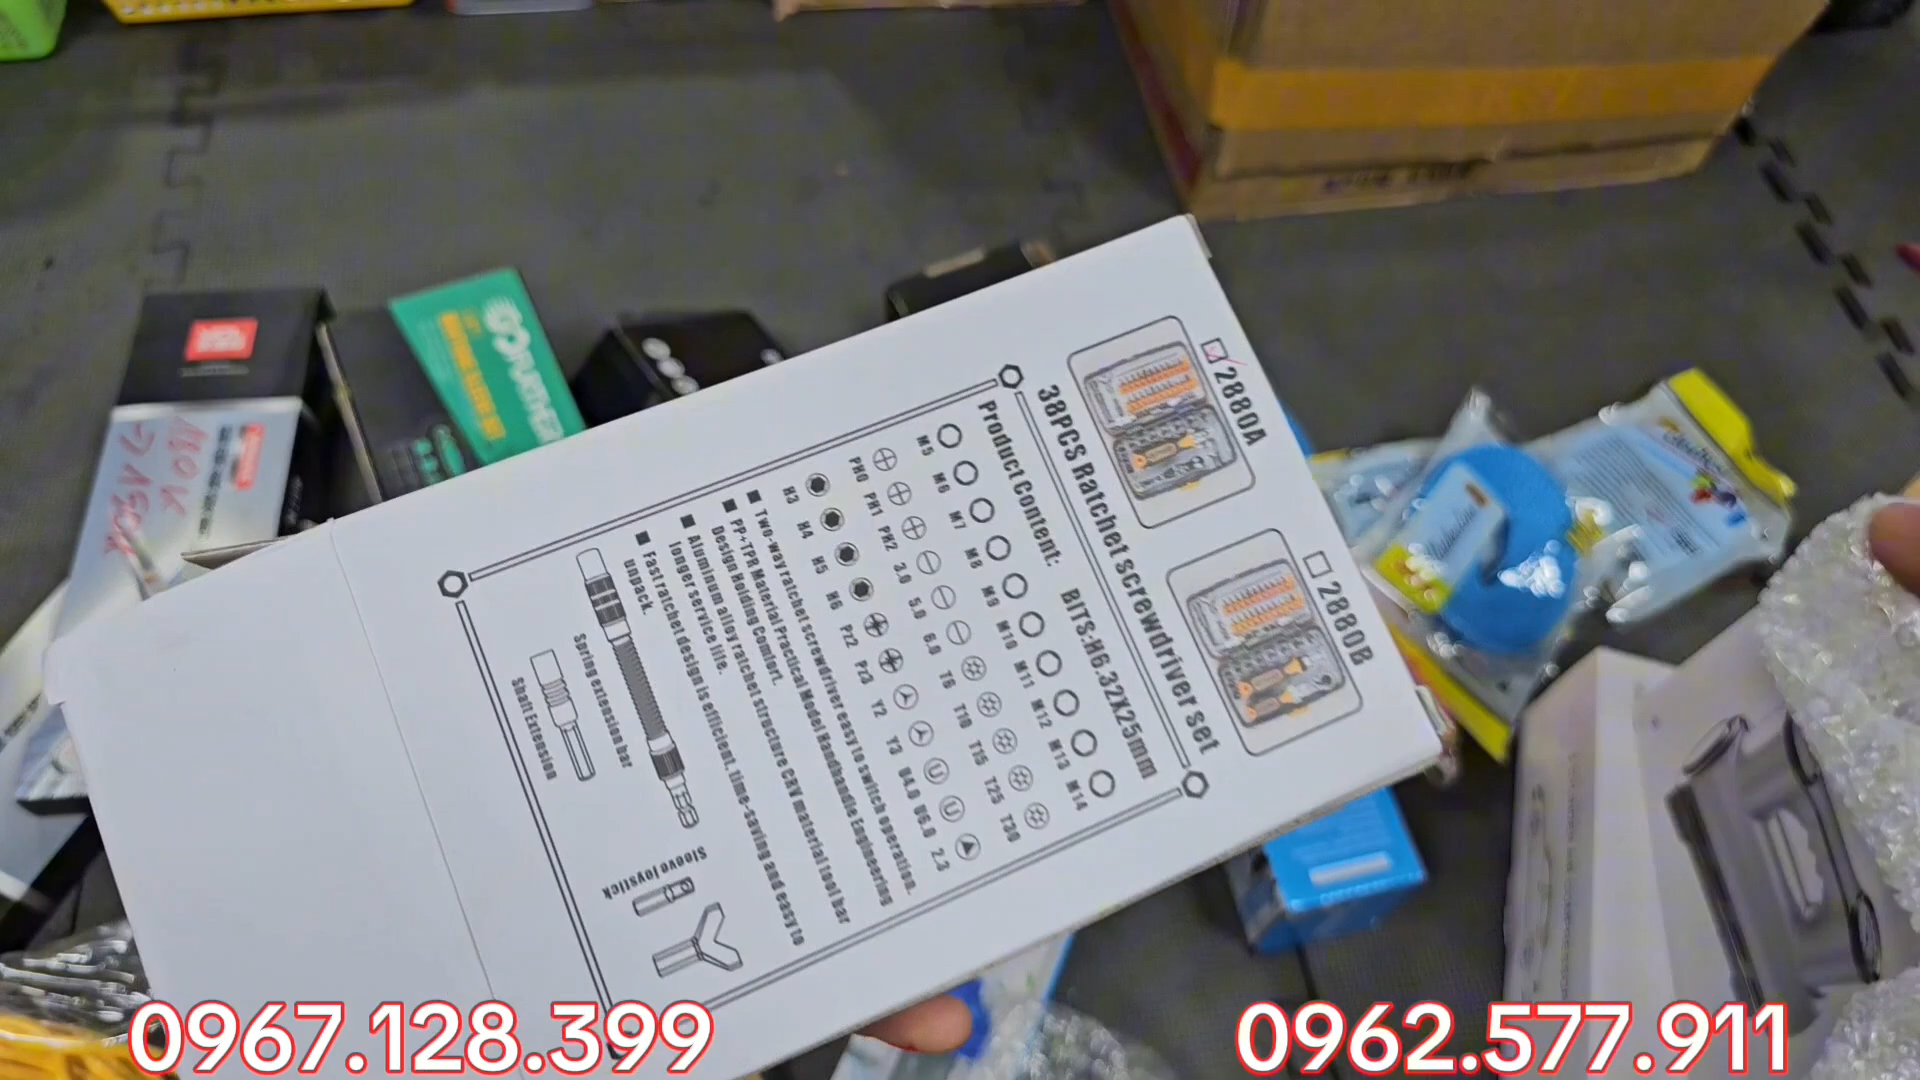 2880A
2880B
38PCS Ratchet screwdriver set
Product Content: BITS:H6.32X25mm
M5 M6 M7 M8 M9 M10 M11 M12 M13 M14
PH0 PH1 PH2 3.0 5.0 6.0 T6 T10 T15 T25 T30
H3 H4 H5 H6 Pz2 Pz3 Y2 Y3 U4.0 U6.0 2.3
Two-way ratchet screwdriver easy to switch operation.
PP+TPR Material Practical Model Handhandle Engineering
Design Holding Comfort.
Aluminum alloy ratchet structure CRV material tool bar
longer service life.
Fast ratchet design is efficient, time-saving and easy to
unpack.
Spring extension bar
Shaft Extension
Sleeve joystick
180K
→ 150K
0967.128.399
0962.577.911